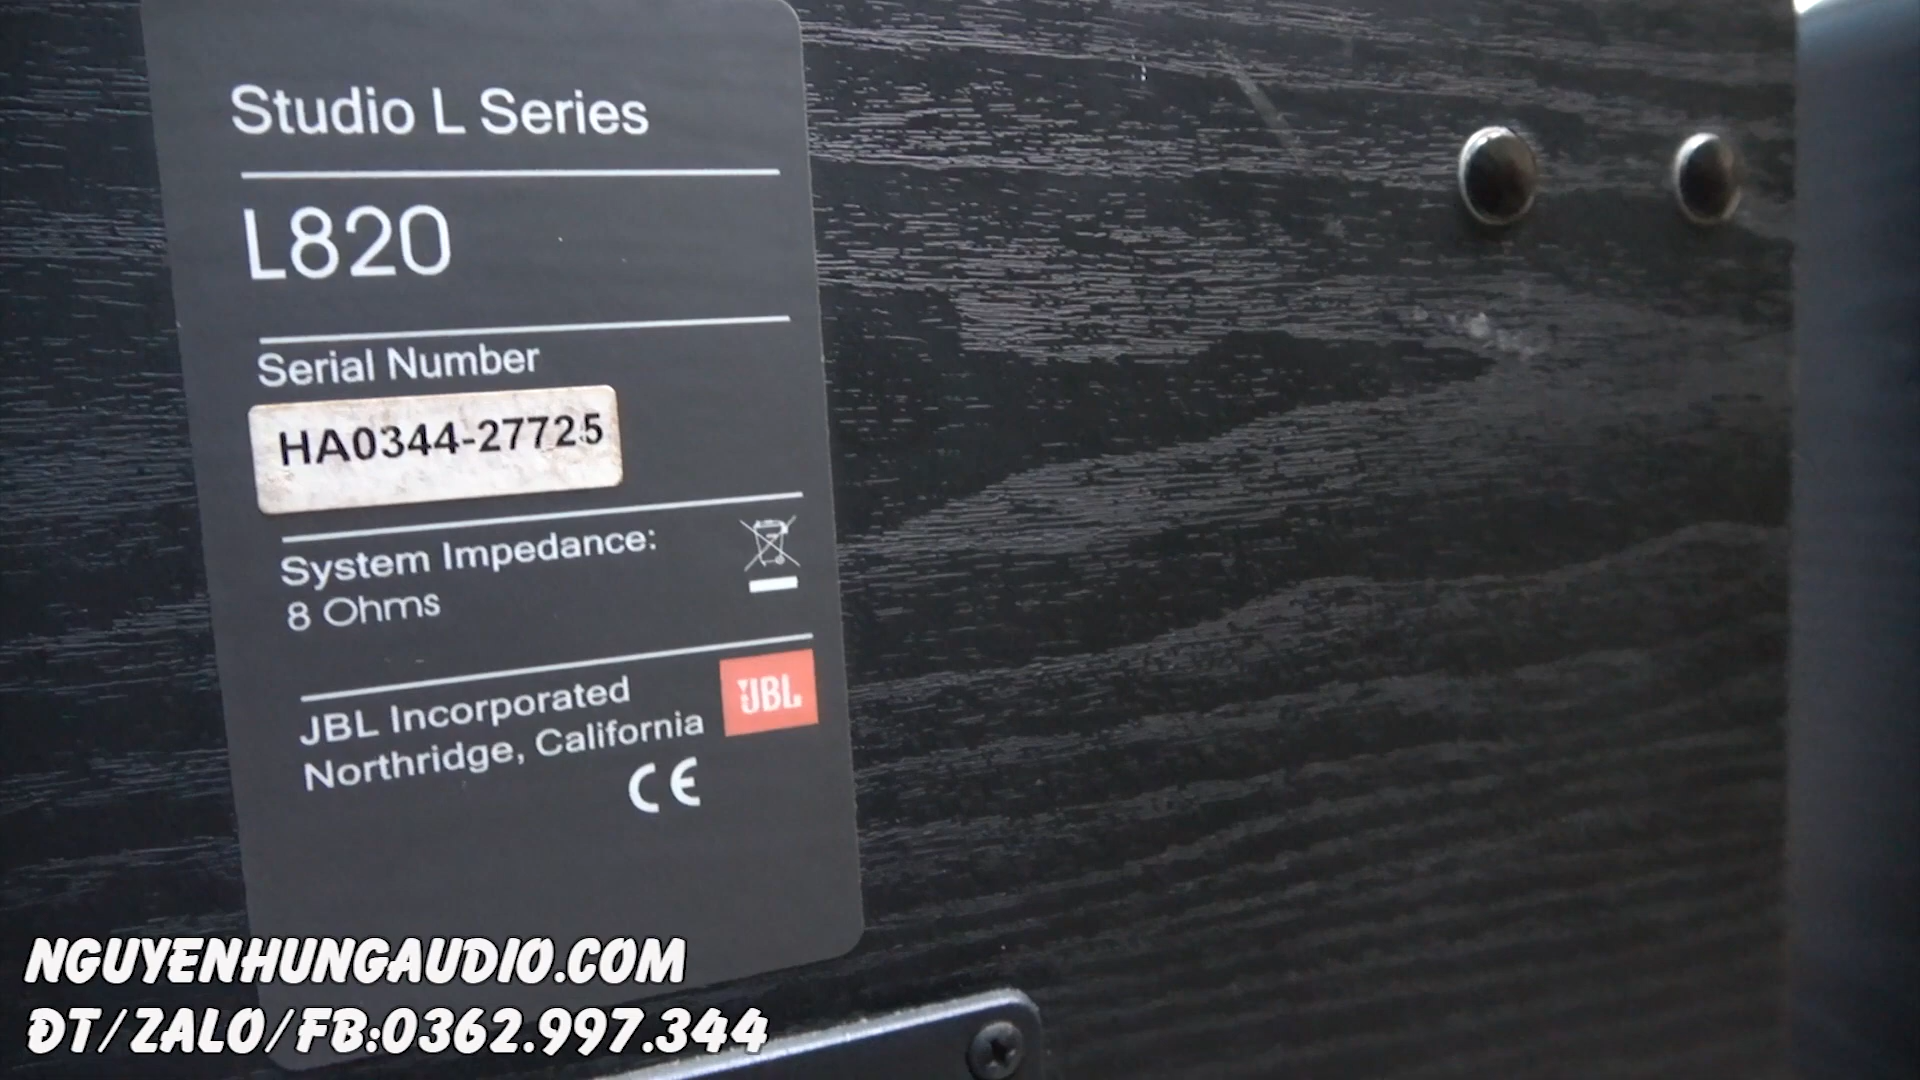 Studio L Series
L820
Serial Number
HA0344-27725
System Impedance:
8 Ohms
JBL Incorporated
Northridge, California
JBL
CE
NGUYENHUNGAUDIO.COM
ĐT/ZALO/FB:0362.997.344